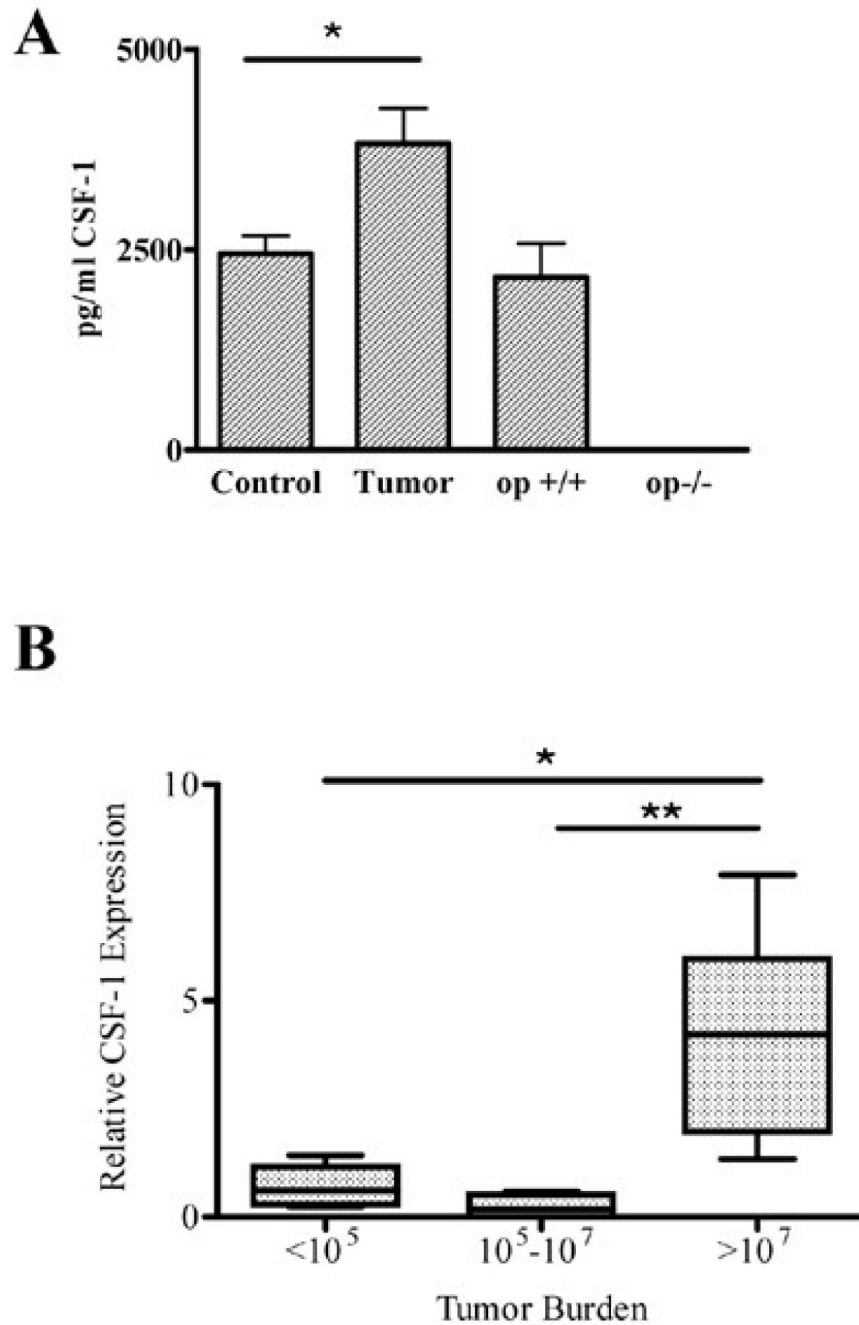 A
*
5000
pg/ml CSF-1
2500
0
Control Tumor op +/+ op-/-
B
*
**
10
Relative CSF-1 Expression
5
0
<10⁵ 10⁵-10⁷ >10⁷
Tumor Burden